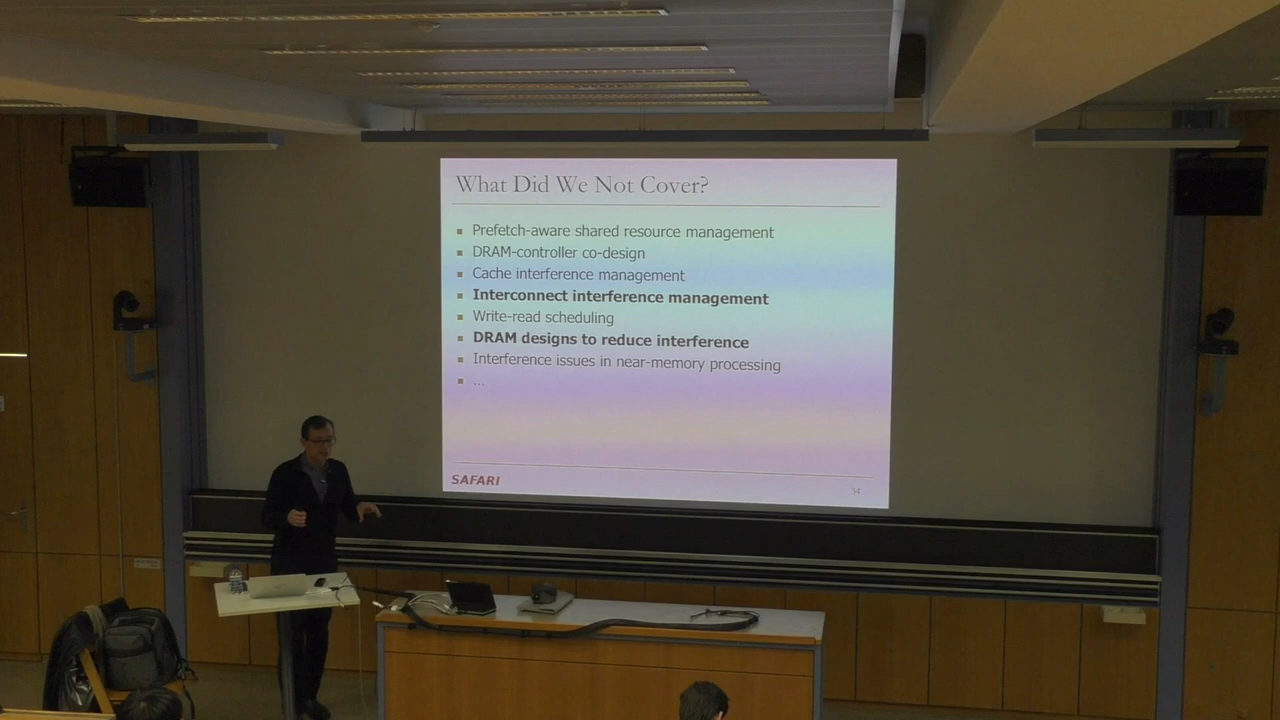 What Did We Not Cover?
Prefetch-aware shared resource management
DRAM-controller co-design
Cache interference management
Interconnect interference management
Write-read scheduling
DRAM designs to reduce interference
Interference issues in near-memory processing
...
SAFARI
54